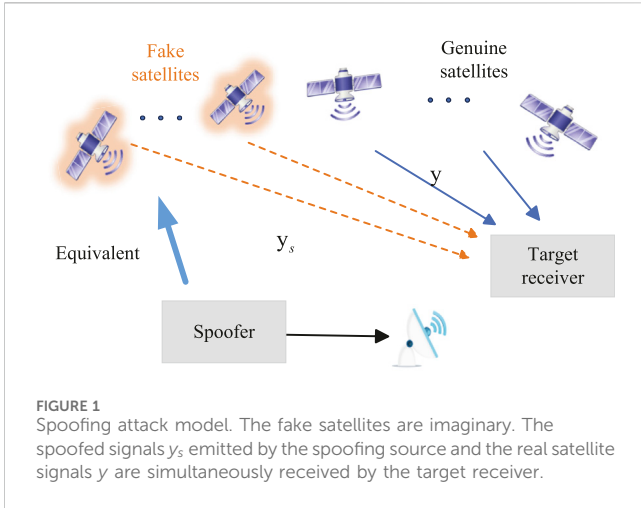 Fake
satellites
Genuine
satellites
y
Equivalent
yₛ
Target
receiver
Spoofer
FIGURE 1
Spoofing attack model. The fake satellites are imaginary. The
spoofed signals yₛ emitted by the spoofing source and the real satellite
signals y are simultaneously received by the target receiver.